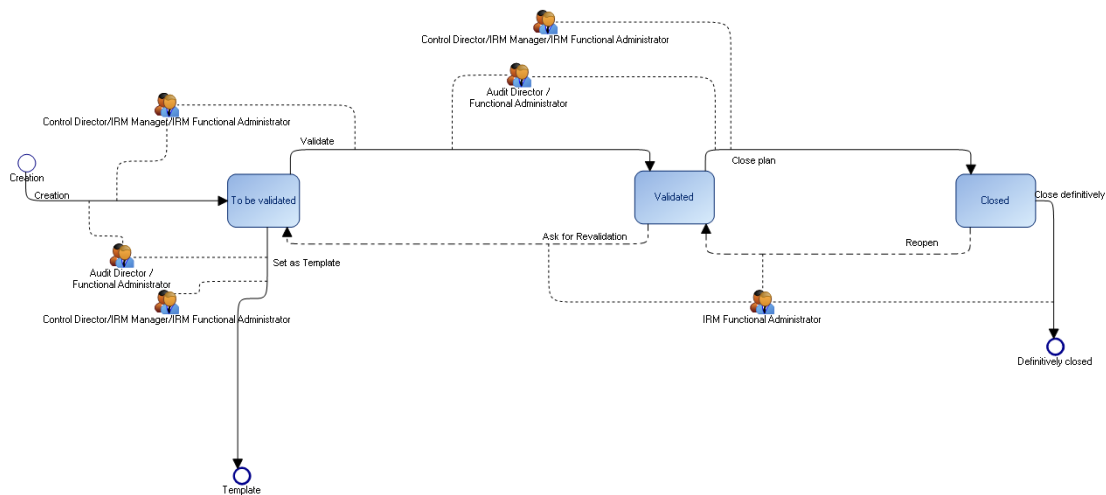 Control Director/IRM Manager/IRM Functional Administrator
Audit Director /
Functional Administrator
Control Director/IRM Manager/IRM Functional Administrator
Validate
Close plan
Creation
Creation
To be validated
Validated
Closed
Close definitively
Ask for Revalidation
Reopen
Set as Template
Audit Director /
Functional Administrator
Control Director/IRM Manager/IRM Functional Administrator
IRM Functional Administrator
Definitively closed
Template